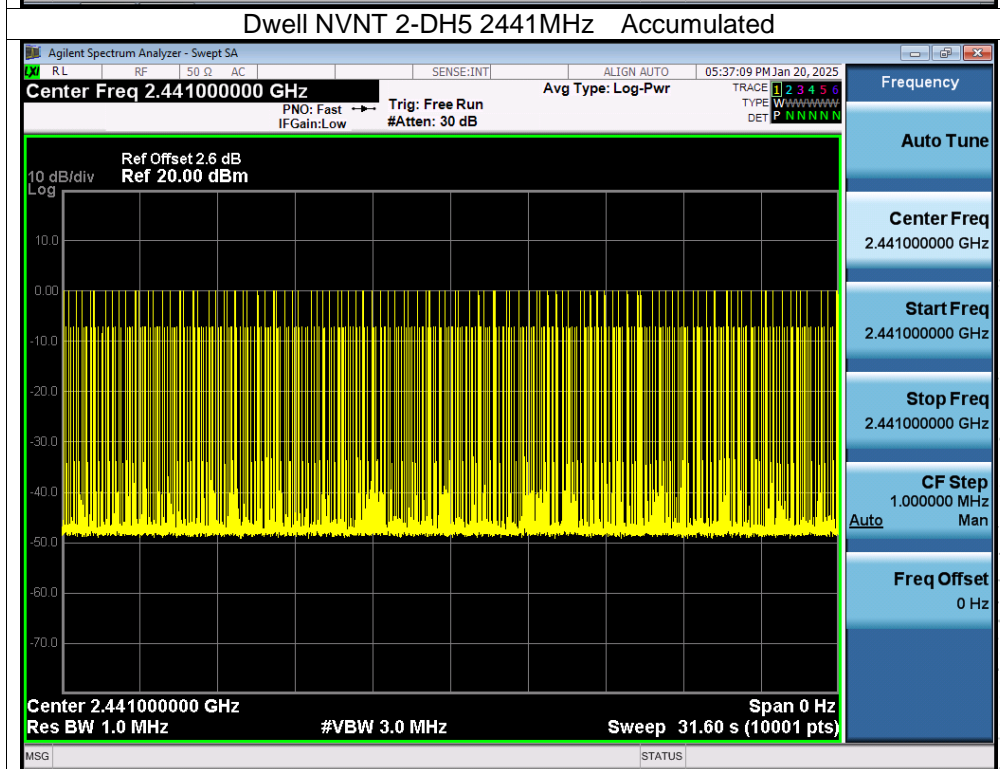 Dwell NVNT 2-DH5 2441MHz Accumulated
Agilent Spectrum Analyzer - Swept SA
LXI RL RF 50 Ω AC SENSE:INT ALIGN AUTO 05:37:09 PM Jan 20, 2025
Center Freq 2.441000000 GHz
PNO: Fast
IFGain:Low
Trig: Free Run
#Atten: 30 dB
Avg Type: Log-Pwr
TRACE 1 2 3 4 5 6
TYPE WWWWWW
DET P N N N N N
Frequency
Auto Tune
Center Freq
2.441000000 GHz
Start Freq
2.441000000 GHz
Stop Freq
2.441000000 GHz
CF Step
1.000000 MHz
Auto Man
Freq Offset
0 Hz
Ref Offset 2.6 dB
10 dB/div Ref 20.00 dBm
Log
10.0
0.00
-10.0
-20.0
-30.0
-40.0
-50.0
-60.0
-70.0
Center 2.441000000 GHz Span 0 Hz
Res BW 1.0 MHz #VBW 3.0 MHz Sweep 31.60 s (10001 pts)
MSG STATUS